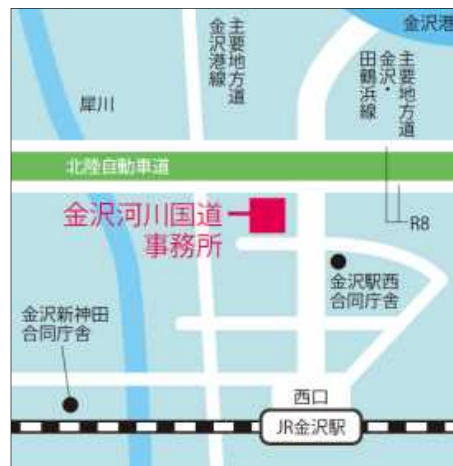 金沢港
主要地方道
金沢港線
主要地方道
金沢・
田鶴浜線
犀川
北陸自動車道
金沢河川国道
事務所
R8
金沢駅西
合同庁舎
金沢新神田
合同庁舎
西口
JR金沢駅